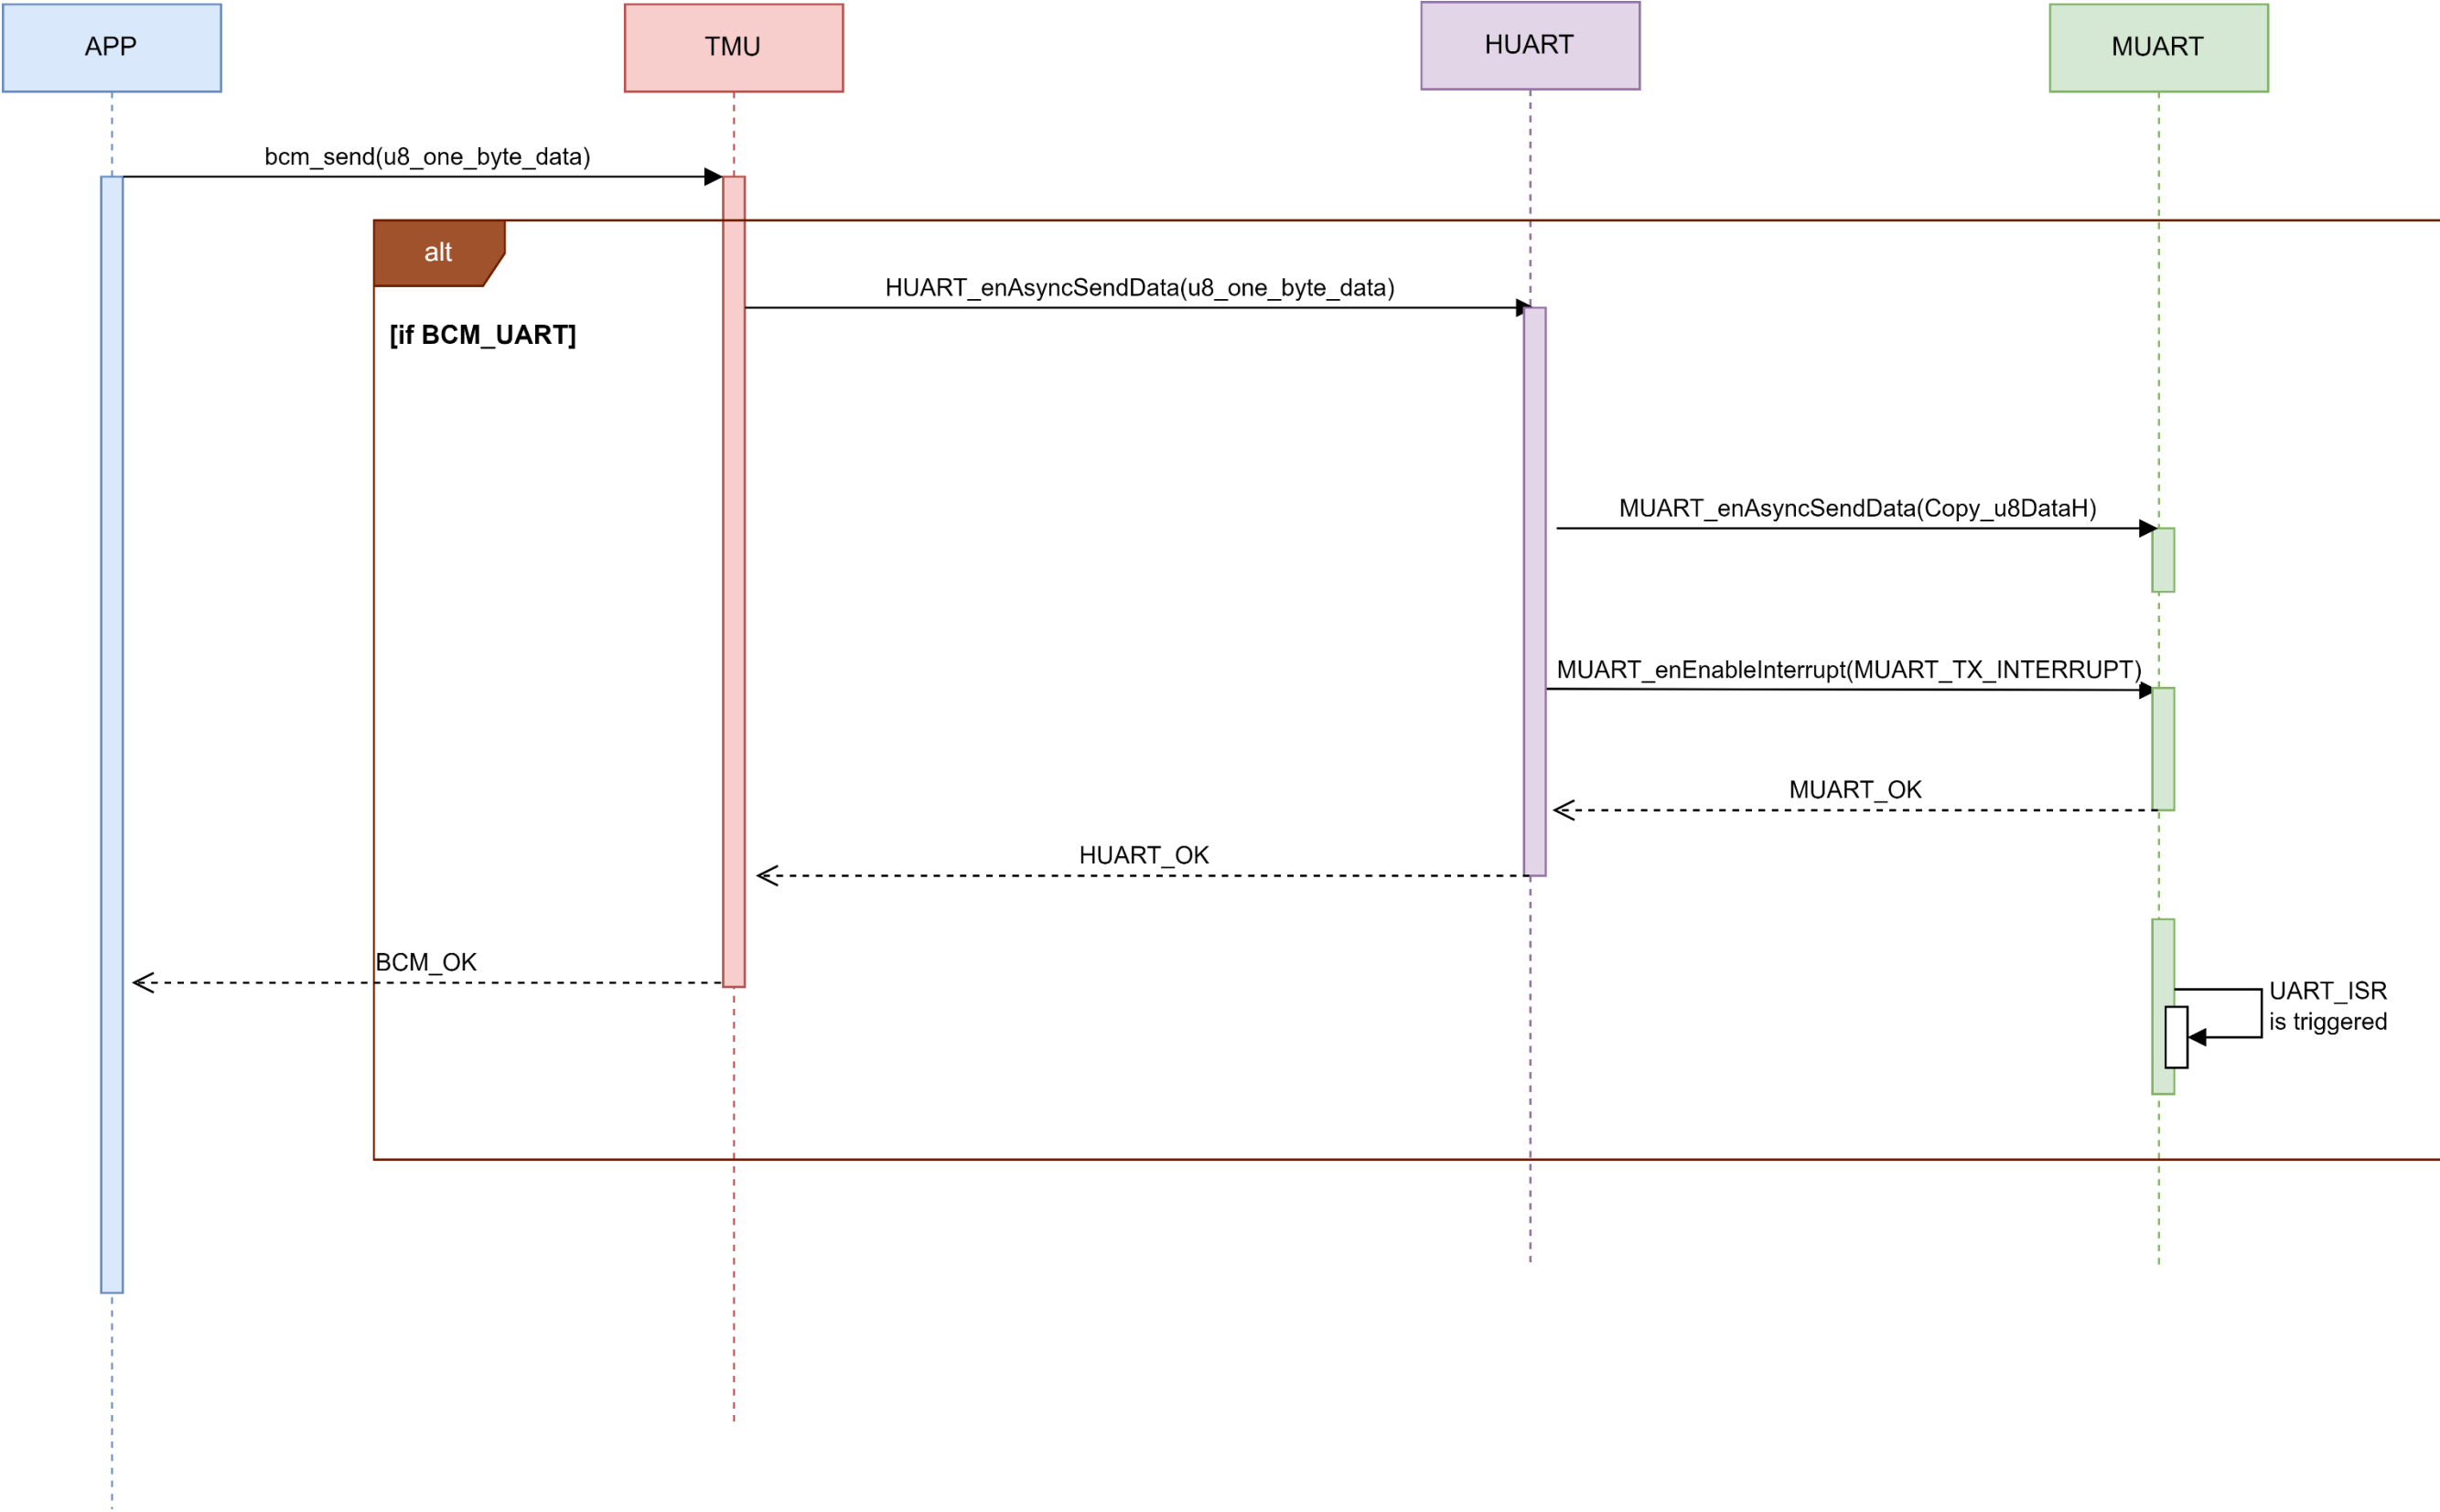 APP
TMU
HUART
MUART
bcm_send(u8_one_byte_data)
alt
HUART_enAsyncSendData(u8_one_byte_data)
[if BCM_UART]
MUART_enAsyncSendData(Copy_u8DataH)
MUART_enEnableInterrupt(MUART_TX_INTERRUPT)
MUART_OK
HUART_OK
BCM_OK
UART_ISR
is triggered